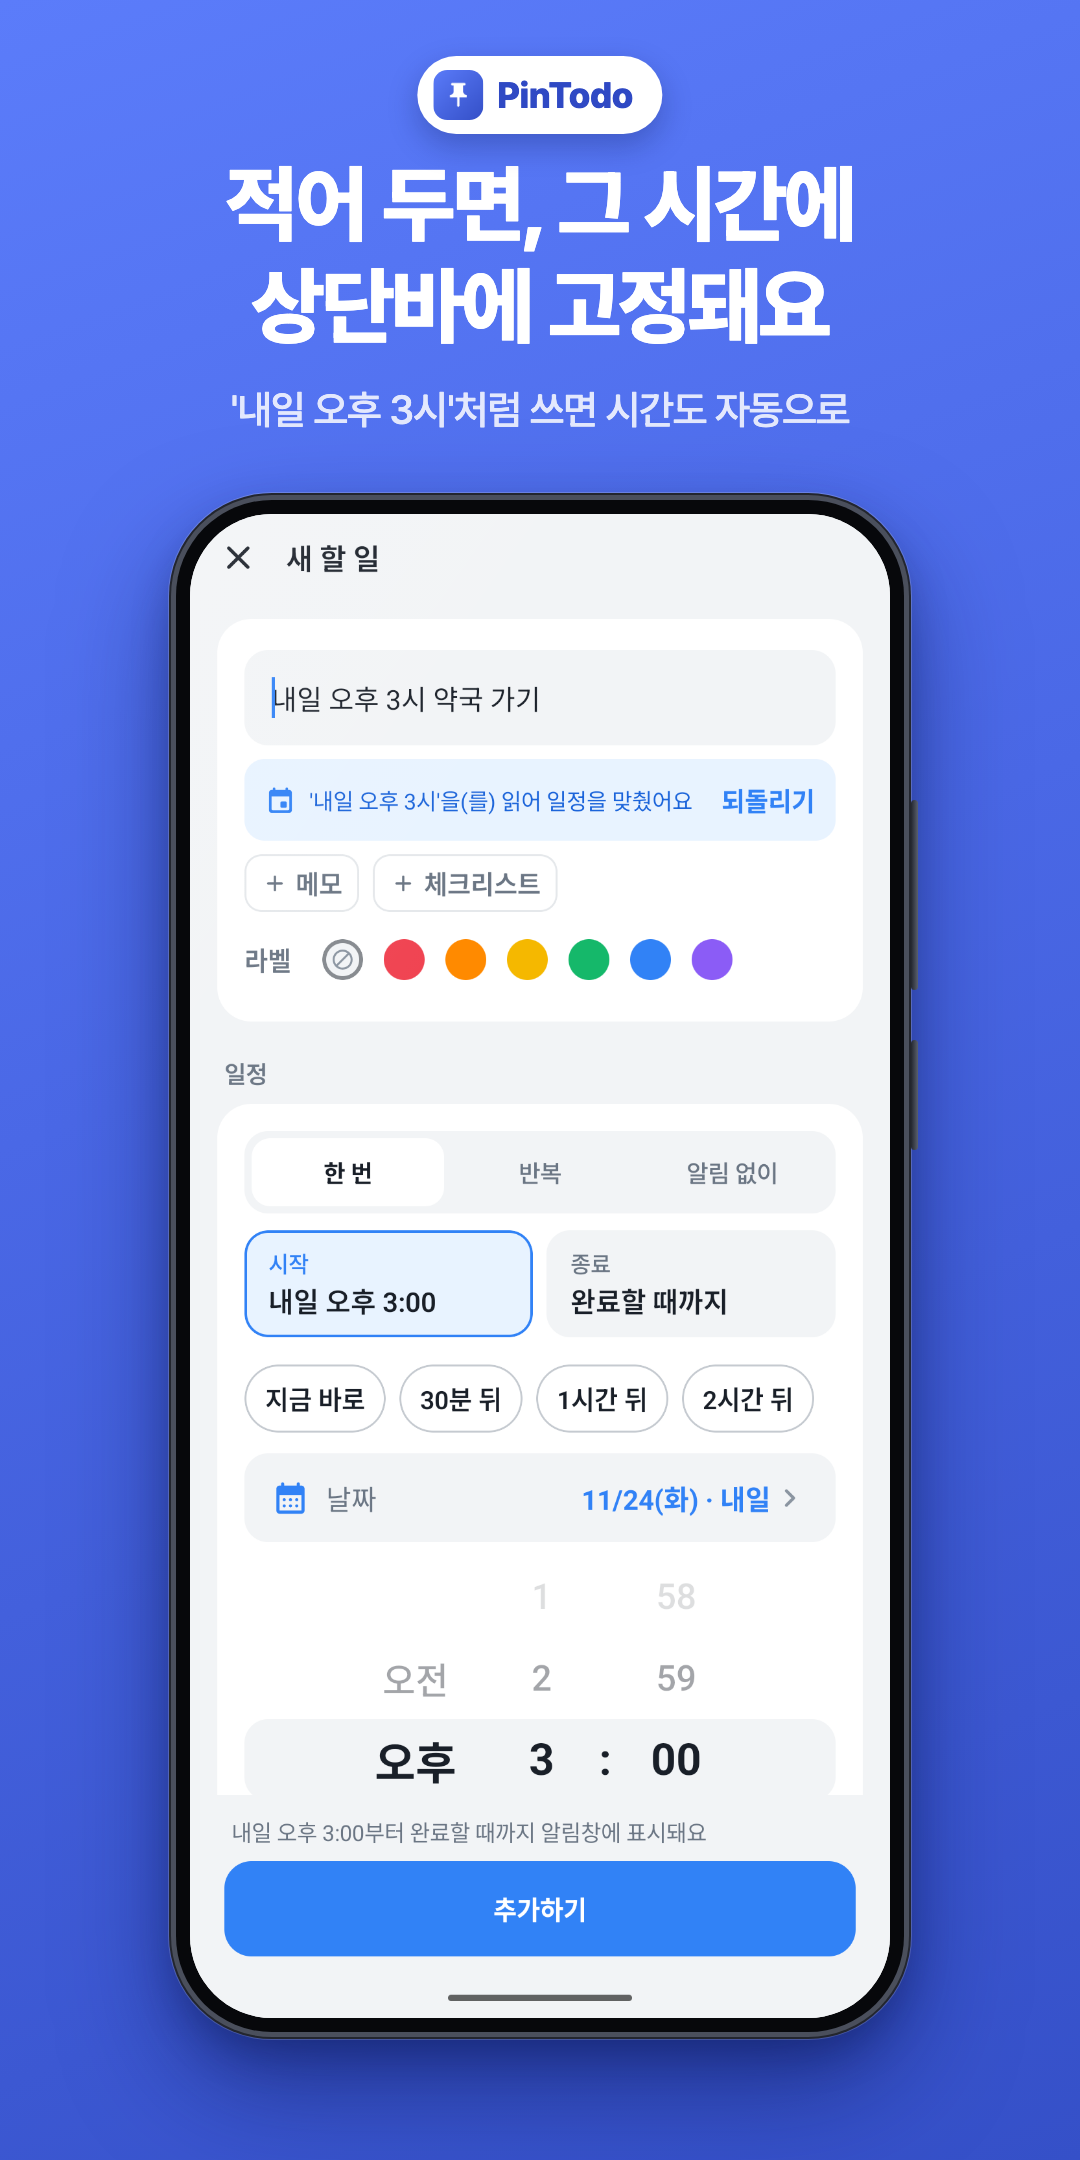 PinTodo
적어 두면, 그 시간에
상단바에 고정돼요
'내일 오후 3시'처럼 쓰면 시간도 자동으로
새 할 일
내일 오후 3시 약국 가기
'내일 오후 3시'을(를) 읽어 일정을 맞췄어요 되돌리기
+ 메모 + 체크리스트
라벨
일정
한 번 반복 알림 없이
시작 종료
내일 오후 3:00 완료할 때까지
지금 바로 30분 뒤 1시간 뒤 2시간 뒤
날짜 11/24(화) · 내일
1 58
오전 2 59
오후 3 : 00
내일 오후 3:00부터 완료할 때까지 알림창에 표시돼요
추가하기